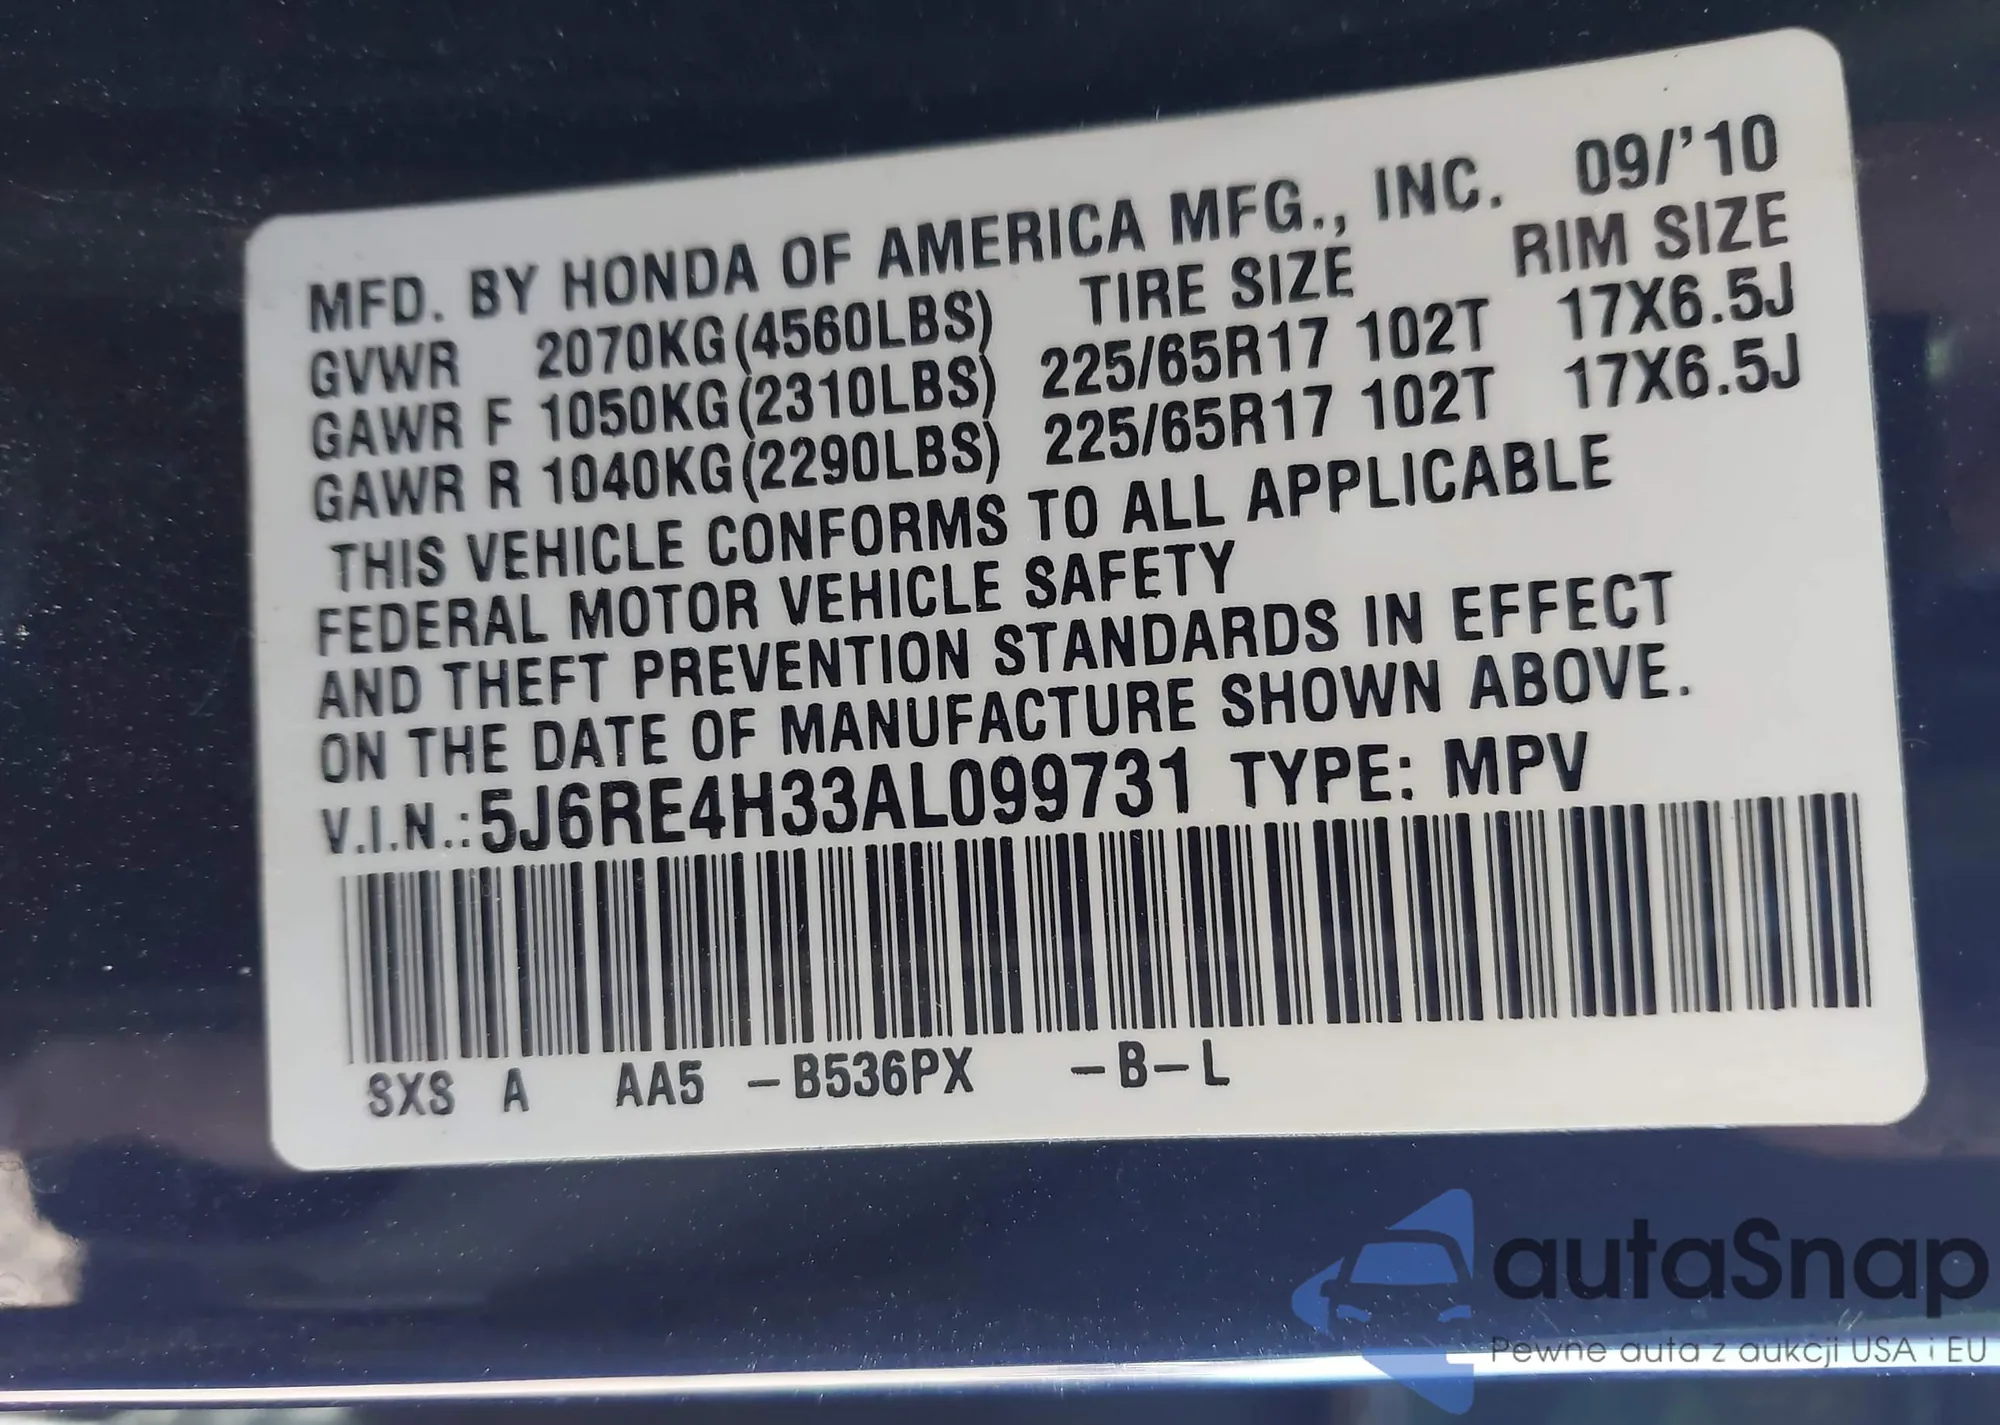 MFD. BY HONDA OF AMERICA MFG., INC. 09/'10
TIRE SIZE RIM SIZE
GVWR 2070KG(4560LBS)
GAWR F 1050KG(2310LBS) 225/65R17 102T 17X6.5J
GAWR R 1040KG(2290LBS) 225/65R17 102T 17X6.5J
THIS VEHICLE CONFORMS TO ALL APPLICABLE
FEDERAL MOTOR VEHICLE SAFETY
AND THEFT PREVENTION STANDARDS IN EFFECT
ON THE DATE OF MANUFACTURE SHOWN ABOVE.
V.I.N.:5J6RE4H33AL099731 TYPE: MPV
SXS A AA5 -B536PX -B-L
autaSnap
Pewne auta z aukcji USA i EU